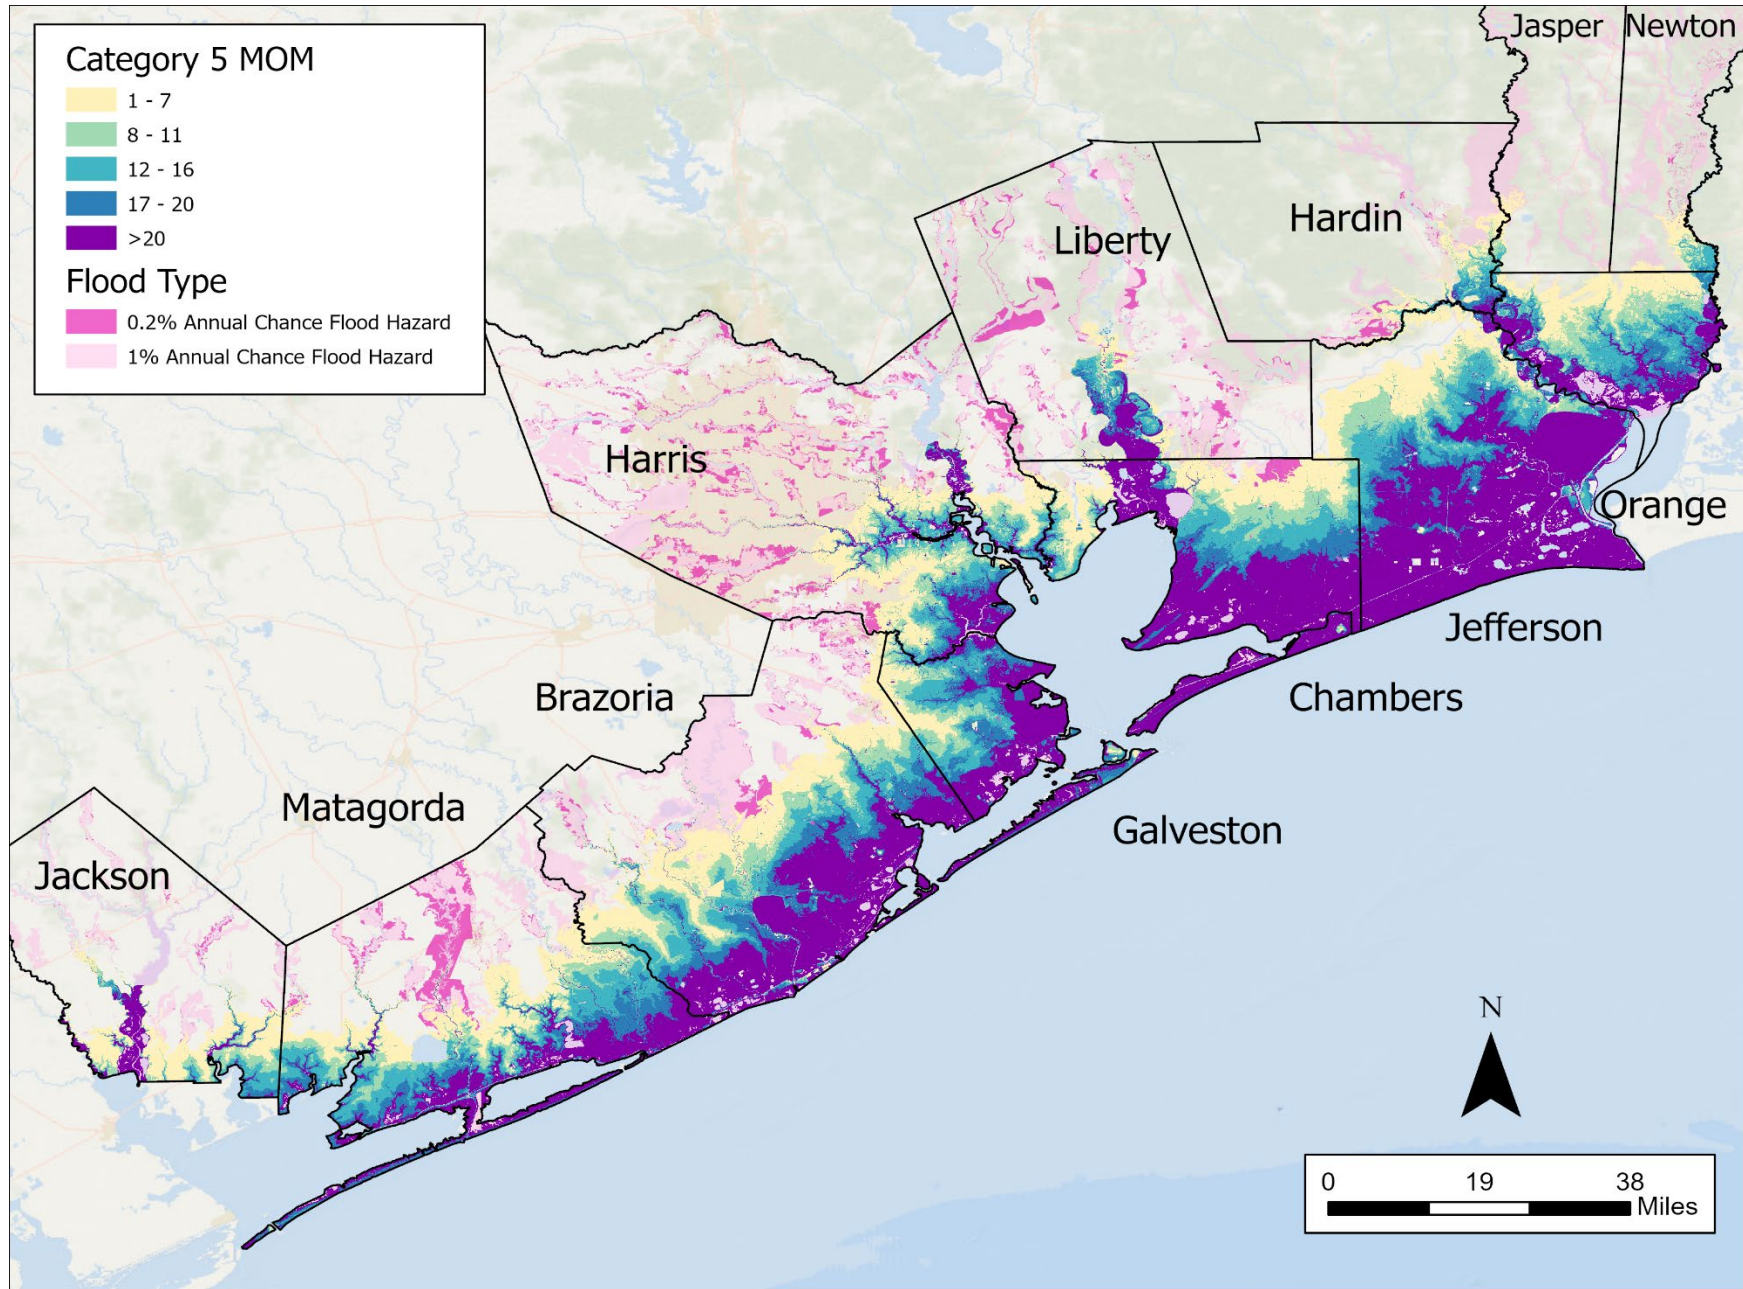 Category 5 MOM
1 - 7
8 - 11
12 - 16
17 - 20
>20
Flood Type
0.2% Annual Chance Flood Hazard
1% Annual Chance Flood Hazard
Jasper
Newton
Hardin
Liberty
Harris
Orange
Jefferson
Chambers
Brazoria
Matagorda
Galveston
Jackson
N
0 19 38
Miles